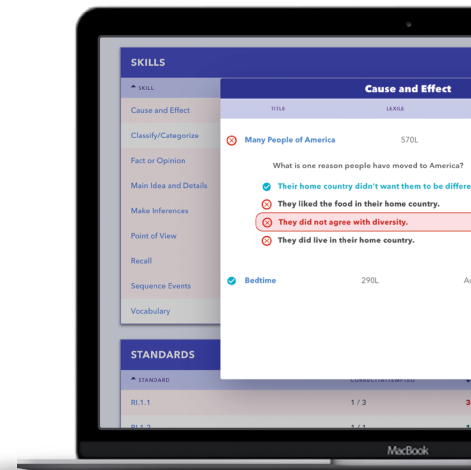 SKILLS
SKILL
Cause and Effect
Classify/Categorize
Fact or Opinion
Main Idea and Details
Make Inferences
Point of View
Recall
Sequence Events
Vocabulary
Cause and Effect
TITLE LEXILE
Many People of America 570L
What is one reason people have moved to America?
Their home country didn't want them to be differe
They liked the food in their home country.
They did not agree with diversity.
They did live in their home country.
Bedtime 290L
STANDARDS
STANDARD CORRECT/ATTEMPTED
RI.1.1 1 / 3 3
MacBook